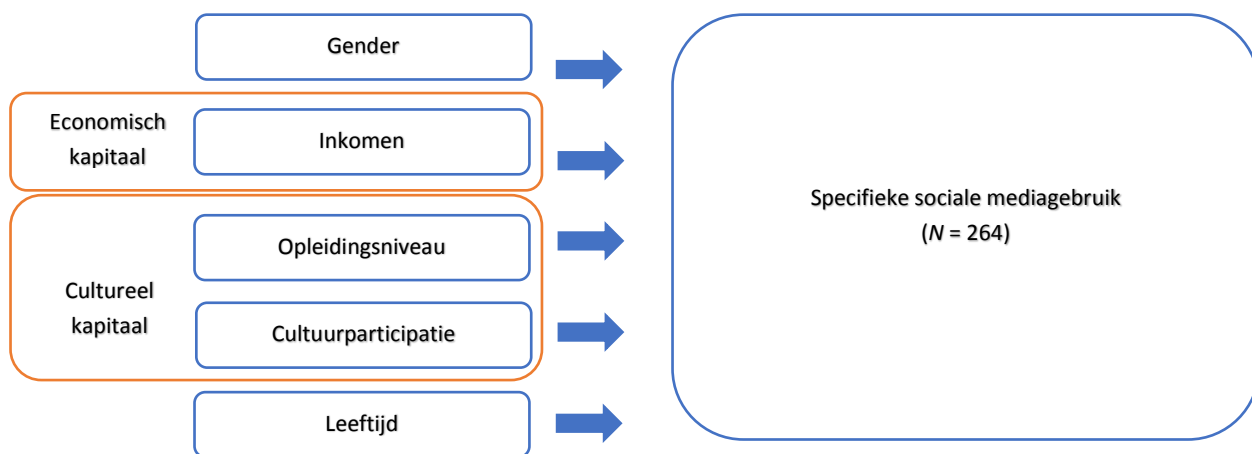 Gender
Economisch
kapitaal
Inkomen
Opleidingsniveau
Cultureel
kapitaal
Cultuurparticipatie
Leeftijd
Specifieke sociale mediagebruik
(N = 264)